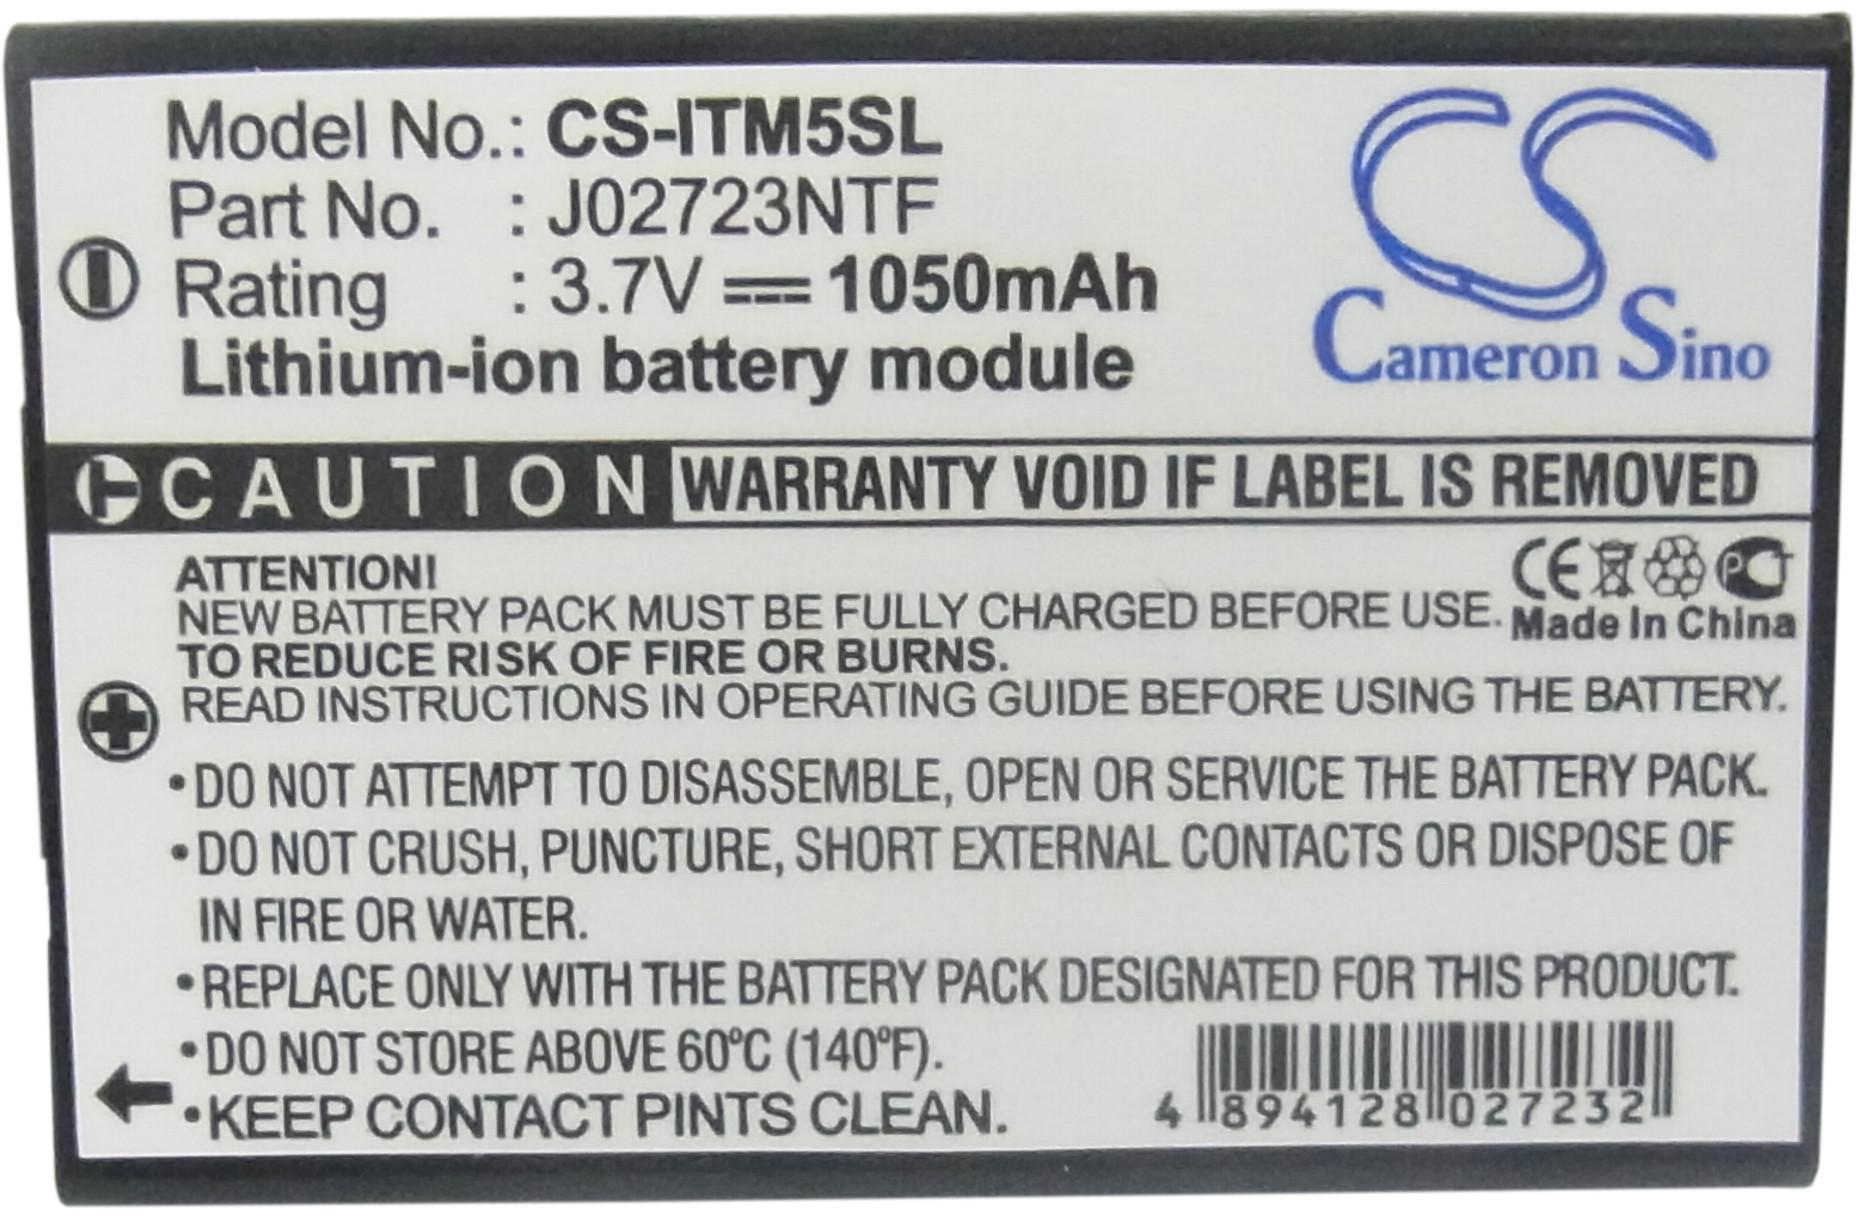 Model No.: CS-ITM5SL
Part No. : J02723NTF
Rating : 3.7V 1050mAh
Lithium-ion battery module
CS
Cameron Sino
CAUTION WARRANTY VOID IF LABEL IS REMOVED
ATTENTION!
NEW BATTERY PACK MUST BE FULLY CHARGED BEFORE USE.
TO REDUCE RISK OF FIRE OR BURNS.
READ INSTRUCTIONS IN OPERATING GUIDE BEFORE USING THE BATTERY.
CE PC
Made In China
•DO NOT ATTEMPT TO DISASSEMBLE, OPEN OR SERVICE THE BATTERY PACK.
•DO NOT CRUSH, PUNCTURE, SHORT EXTERNAL CONTACTS OR DISPOSE OF
IN FIRE OR WATER.
•REPLACE ONLY WITH THE BATTERY PACK DESIGNATED FOR THIS PRODUCT.
•DO NOT STORE ABOVE 60ºC (140ºF).
•KEEP CONTACT PINTS CLEAN.
4 894128 027232